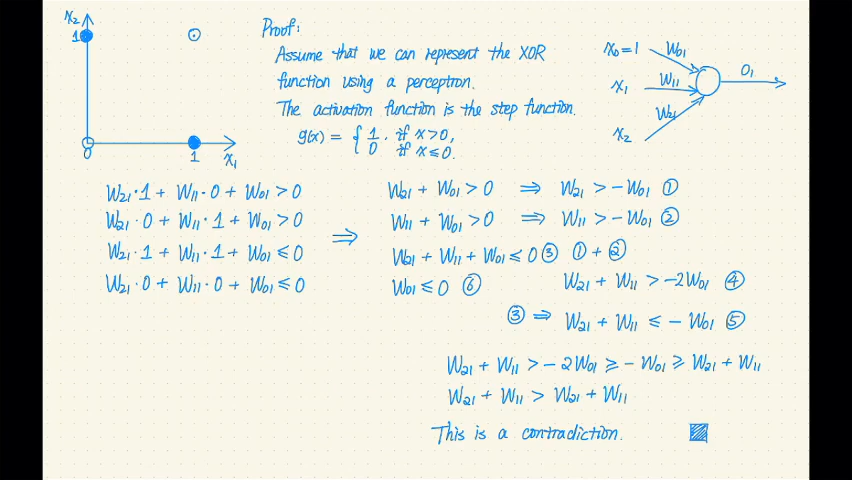 x₂
1
0
1
x₁
Proof:
Assume that we can represent the XOR
function using a perceptron.
The activation function is the step function.
g(x) = { 1. if x > 0,
0 if x ≤ 0.
x₀ = 1
W₀₁
x₁
W₁₁
x₂
W₂₁
O₁
W₂₁·1 + W₁₁·0 + W₀₁ > 0
W₂₁·0 + W₁₁·1 + W₀₁ > 0
W₂₁·1 + W₁₁·1 + W₀₁ ≤ 0
W₂₁·0 + W₁₁·0 + W₀₁ ≤ 0
⇒
W₂₁ + W₀₁ > 0 ⇒ W₂₁ > -W₀₁ ①
W₁₁ + W₀₁ > 0 ⇒ W₁₁ > -W₀₁ ②
W₂₁ + W₁₁ + W₀₁ ≤ 0 ③ ① + ②
W₀₁ ≤ 0 ⑥ W₂₁ + W₁₁ > -2W₀₁ ④
③ ⇒ W₂₁ + W₁₁ ≤ - W₀₁ ⑤
W₂₁ + W₁₁ > -2W₀₁ ≥ -W₀₁ ≥ W₂₁ + W₁₁
W₂₁ + W₁₁ > W₂₁ + W₁₁
This is a contradiction.